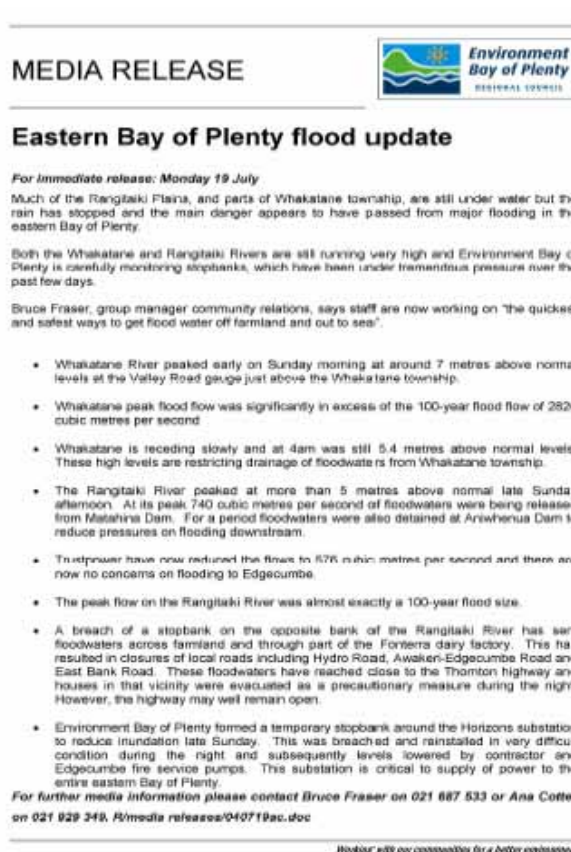 MEDIA RELEASE
Environment
Bay of Plenty
REGIONAL COUNCIL
Eastern Bay of Plenty flood update
For immediate release: Monday 19 July
Much of the Rangitaiki Plains, and parts of Whakatane township, are still under water but the
rain has stopped and the main danger appears to have passed from major flooding in the
eastern Bay of Plenty.
Both the Whakatane and Rangitaiki Rivers are still running very high and Environment Bay o
Plenty is carefully monitoring stopbanks, which have been under tremendous pressure over the
past few days.
Bruce Fraser, group manager community relations, says staff are now working on "the quickes
and safest ways to get flood water off farmland and out to sea".
• Whakatane River peaked early on Sunday morning at around 7 metres above norma
levels at the Valley Road gauge just above the Whakatane township.
• Whakatane peak flood flow was significantly in excess of the 100-year flood flow of 2820
cubic metres per second
• Whakatane is receding slowly and at 4am was still 5.4 metres above normal levels
These high levels are restricting drainage of floodwaters from Whakatane township.
• The Rangitaiki River peaked at more than 5 metres above normal late Sunda
afternoon. At its peak 740 cubic metres per second of floodwaters were being release
from Matahina Dam. For a period floodwaters were also detained at Aniwhenua Dam t
reduce pressures on flooding downstream.
• Trustpower have now reduced the flows to 576 cubic metres per second and there are
now no concerns on flooding to Edgecumbe.
• The peak flow on the Rangitaiki River was almost exactly a 100-year flood size.
• A breach of a stopbank on the opposite bank of the Rangitaiki River has sen
floodwaters across farmland and through part of the Fonterra dairy factory. This ha
resulted in closures of local roads including Hydro Road, Awakeri-Edgecumbe Road and
East Bank Road. These floodwaters have reached close to the Thornton highway an
houses in that vicinity were evacuated as a precautionary measure during the nigh
However, the highway may well remain open.
• Environment Bay of Plenty formed a temporary stopbank around the Horizons substatio
to reduce inundation late Sunday. This was breached and reinstalled in very difficu
condition during the night and subsequently levels lowered by contractor and
Edgecumbe fire service pumps. This substation is critical to supply of power to the
entire eastern Bay of Plenty.
For further media information please contact Bruce Fraser on 021 687 533 or Ana Cotte
on 021 929 349. R/media releases/040719ac.doc
Working with our communities for a better environmen